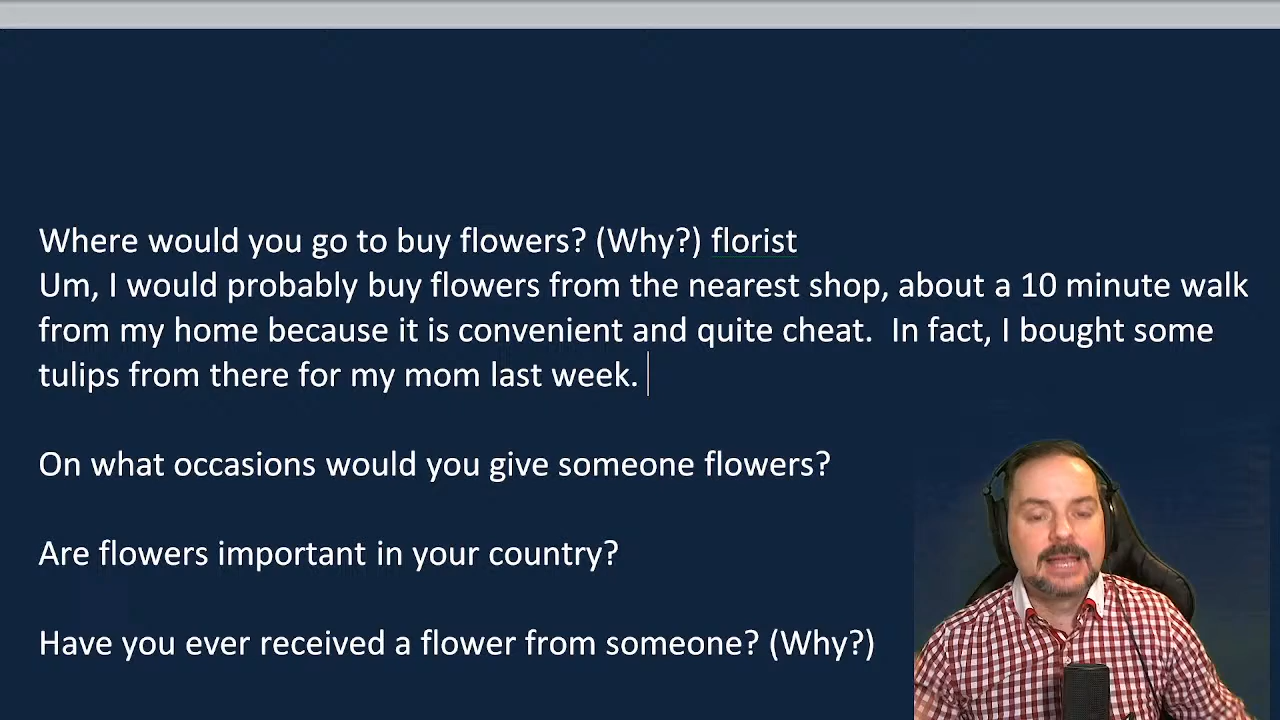 Where would you go to buy flowers? (Why?) florist
Um, I would probably buy flowers from the nearest shop, about a 10 minute walk
from my home because it is convenient and quite cheat.  In fact, I bought some
tulips from there for my mom last week.
On what occasions would you give someone flowers?
Are flowers important in your country?
Have you ever received a flower from someone? (Why?)